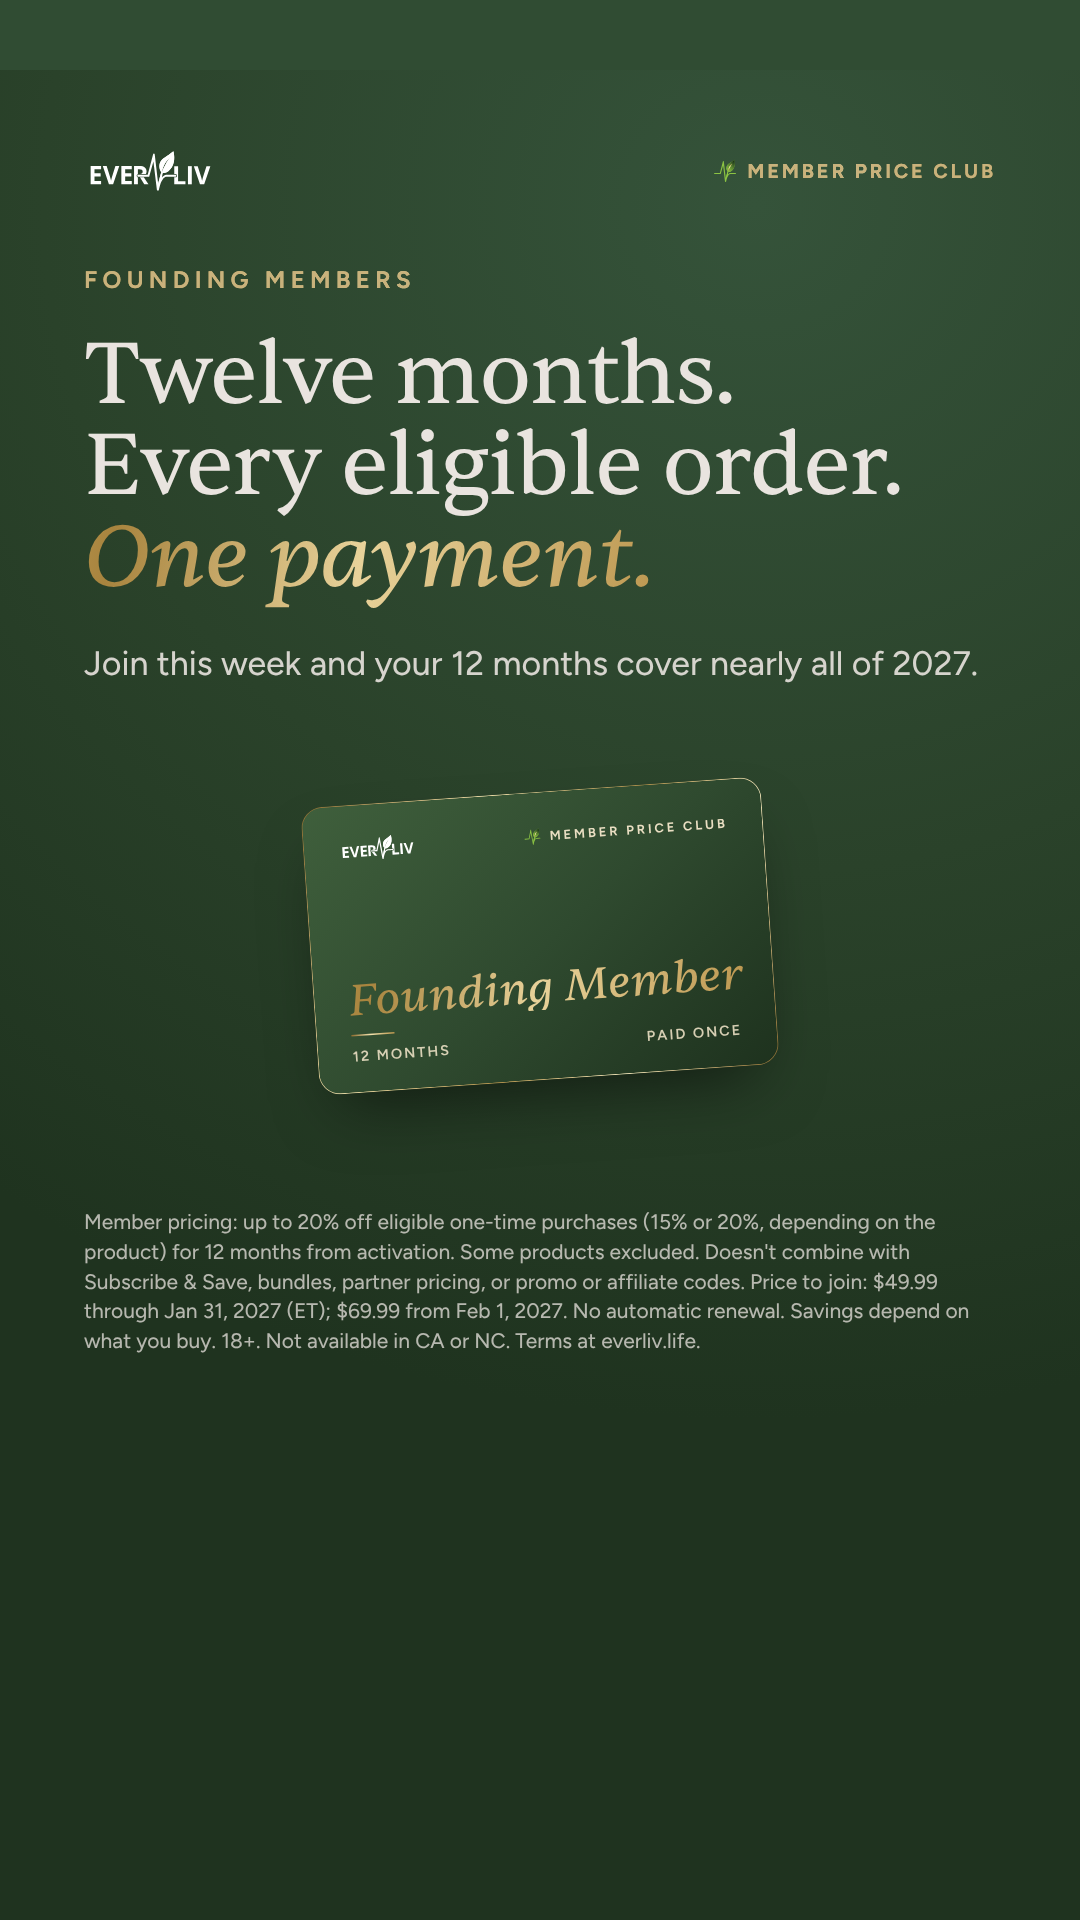 EVERLIV
MEMBER PRICE CLUB
FOUNDING MEMBERS
Twelve months.
Every eligible order.
One payment.
Join this week and your 12 months cover nearly all of 2027.
EVERLIV
MEMBER PRICE CLUB
Founding Member
12 MONTHS
PAID ONCE
Member pricing: up to 20% off eligible one-time purchases (15% or 20%, depending on the
product) for 12 months from activation. Some products excluded. Doesn't combine with
Subscribe & Save, bundles, partner pricing, or promo or affiliate codes. Price to join: $49.99
through Jan 31, 2027 (ET); $69.99 from Feb 1, 2027. No automatic renewal. Savings depend on
what you buy. 18+. Not available in CA or NC. Terms at everliv.life.